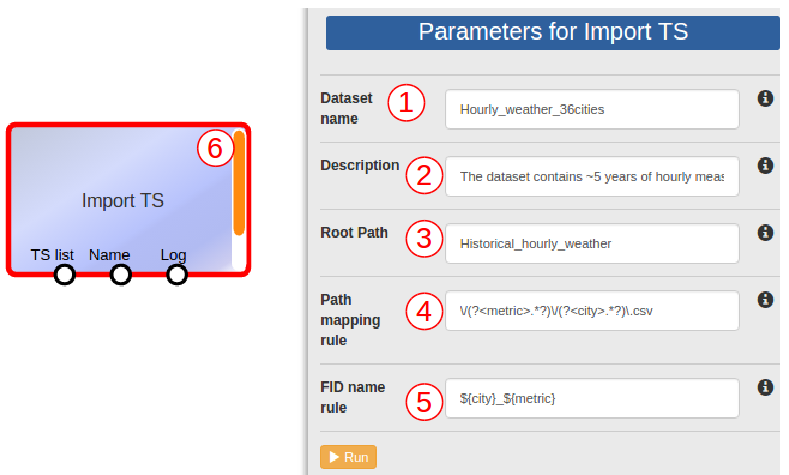 Parameters for Import TS
Dataset name
1
Hourly_weather_36cities
Description
2
The dataset contains ~5 years of hourly meas
Root Path
3
Historical_hourly_weather
Path mapping rule
4
\/(?<metric>.*?)\/(?<city>.*?)\.csv
FID name rule
5
${city}_${metric}
Run
6
Import TS
TS list Name Log